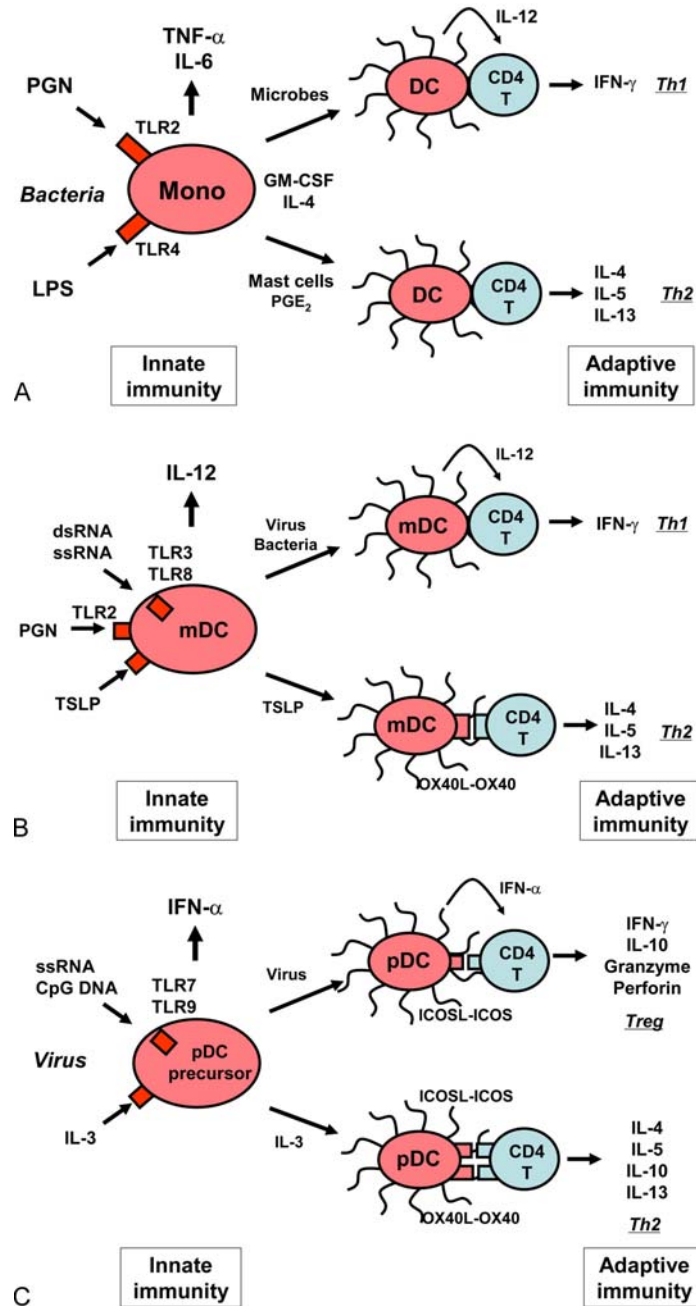 TNF-α
IL-6
PGN
TLR2
Bacteria
Mono
TLR4
LPS
Microbes
GM-CSF
IL-4
Mast cells
PGE₂
IL-12
DC
CD4
T
IFN-γ
Th1
DC
CD4
T
IL-4
IL-5
IL-13
Th2
Innate
immunity
Adaptive
immunity
A
IL-12
dsRNA
ssRNA
TLR3
TLR8
PGN
TLR2
mDC
TSLP
Virus
Bacteria
TSLP
IL-12
mDC
CD4
T
IFN-γ
Th1
mDC
CD4
T
OX40L-OX40
IL-4
IL-5
IL-13
Th2
Innate
immunity
Adaptive
immunity
B
IFN-α
ssRNA
CpG DNA
TLR7
TLR9
Virus
pDC
precursor
IL-3
Virus
IL-3
IFN-α
pDC
CD4
T
ICOSL-ICOS
IFN-γ
IL-10
Granzyme
Perforin
Treg
ICOSL-ICOS
pDC
CD4
T
OX40L-OX40
IL-4
IL-5
IL-10
IL-13
Th2
Innate
immunity
Adaptive
immunity
C